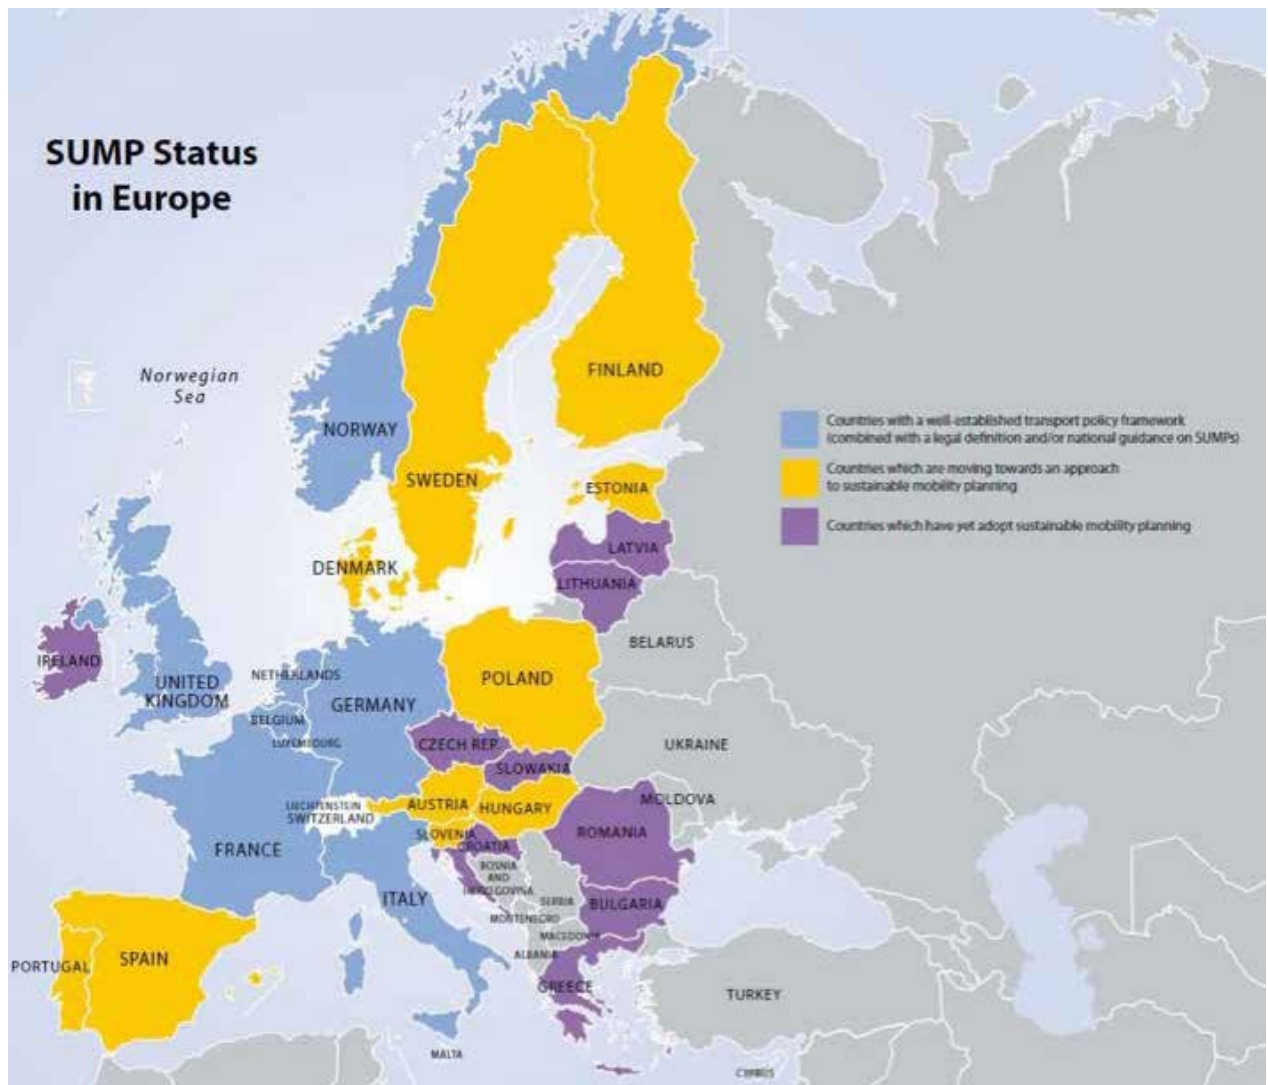 SUMP Status
in Europe
Norwegian
Sea
FINLAND
NORWAY
Countries with a well-established transport policy framework
(combined with a legal definition and/or national guidance on SUMPs)
Countries which are moving towards an approach
to sustainable mobility planning
Countries which have yet adopt sustainable mobility planning
SWEDEN
ESTONIA
LATVIA
DENMARK
LITHUANIA
BELARUS
IRELAND
NETHERLANDS
POLAND
UNITED
KINGDOM
GERMANY
BELGIUM
LUXEMBOURG
CZECH REP.
UKRAINE
SLOWAKIA
LIECHTENSTEIN
SWITZERLAND
AUSTRIA
HUNGARY
MOLDOVA
SLOVENIA
CROATIA
ROMANIA
FRANCE
BOSNIA
AND
HERZEGOVINA
ITALY
SERBIA
BULGARIA
MONTENEGRO
MACEDONIA
ALBANIA
PORTUGAL
SPAIN
GREECE
TURKEY
MALTA
CYPRUS